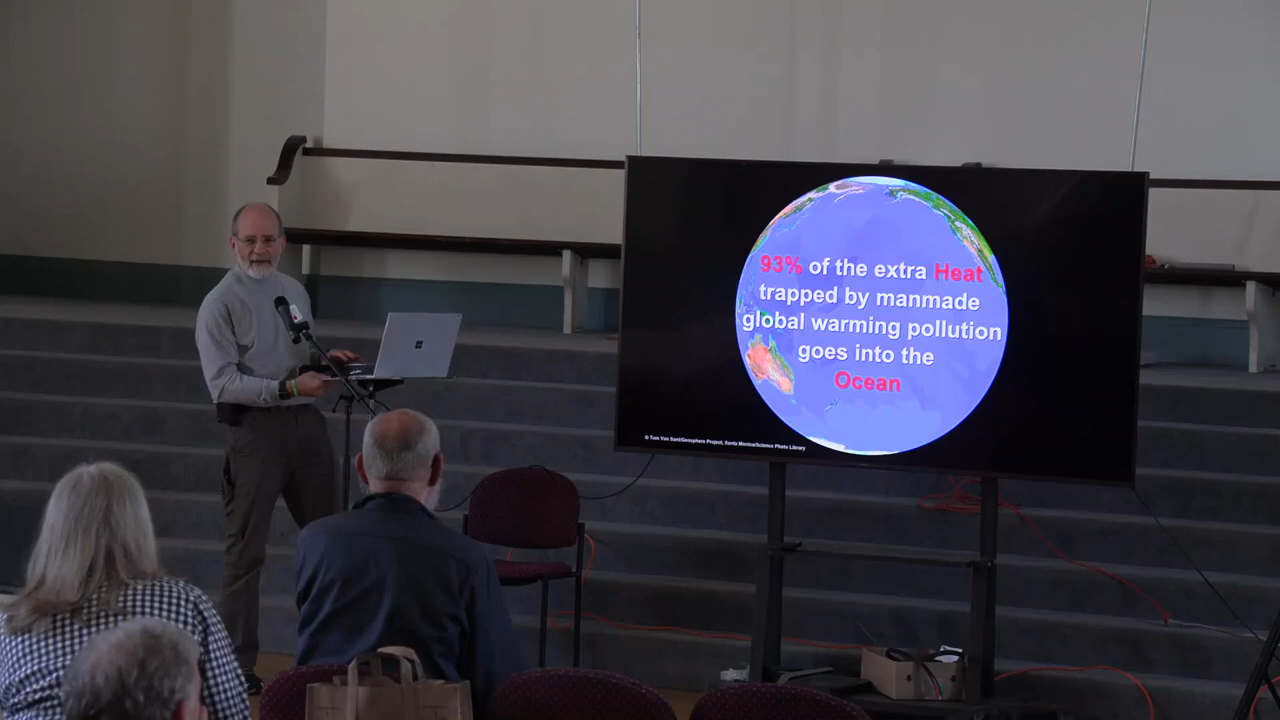 93% of the extra Heat
trapped by manmade
global warming pollution
goes into the
Ocean
© Tom Van Sant/Geosphere Project, Santa Monica/Science Photo Library